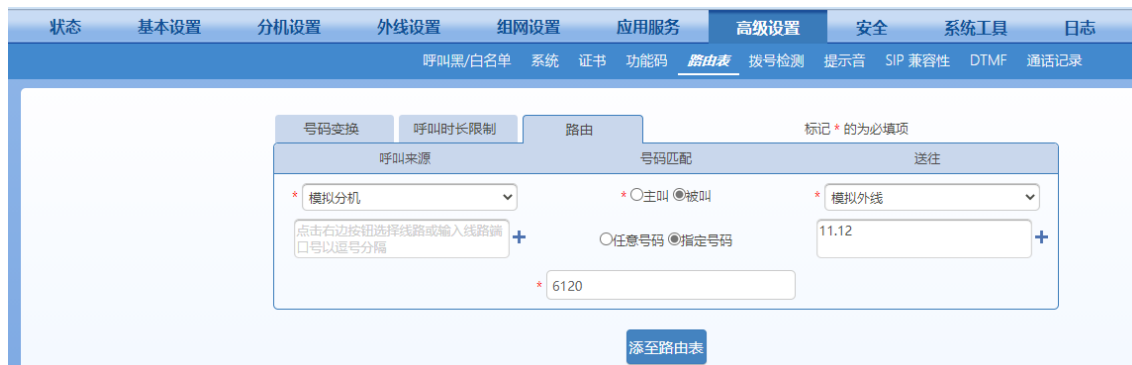 状态 基本设置 分机设置 外线设置 组网设置 应用服务 高级设置 安全 系统工具 日志
呼叫黑/白名单 系统 证书 功能码 路由表 拨号检测 提示音 SIP 兼容性 DTMF 通话记录
号码变换 呼叫时长限制 路由 标记 * 的为必填项
呼叫来源 号码匹配 送往
* 模拟分机 * 主叫 被叫 * 模拟外线
点击右边按钮选择线路或输入线路端 任意号码 指定号码 11.12
口号以逗号分隔
* 6120
添至路由表